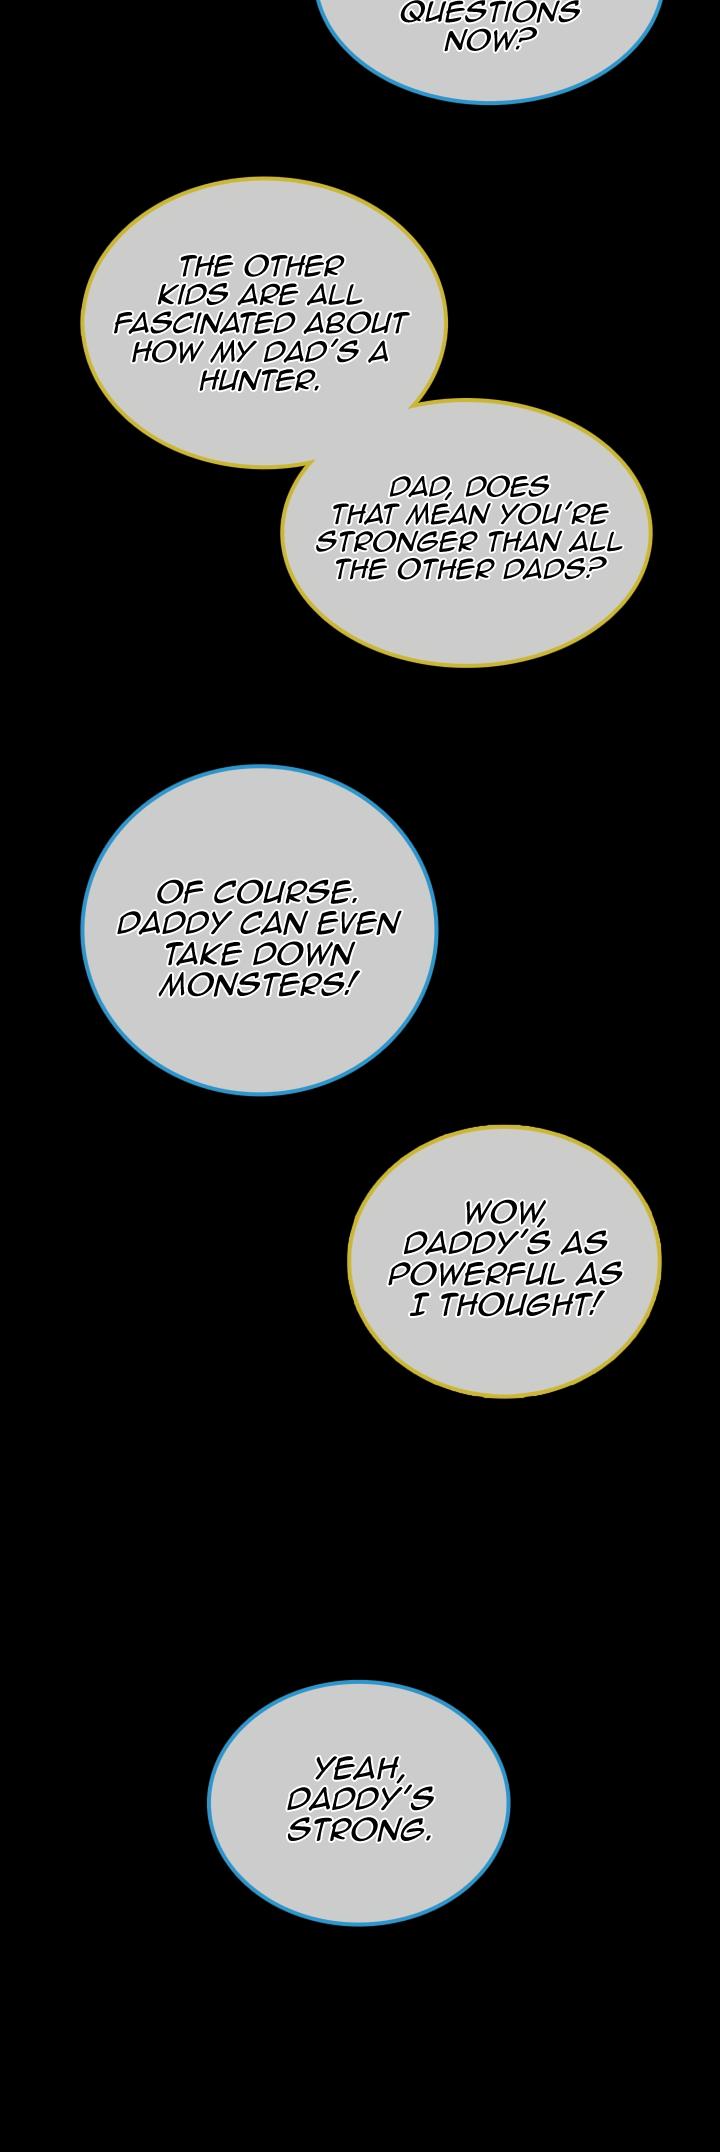 QUESTIONS
NOW?
THE OTHER
KIDS ARE ALL
FASCINATED ABOUT
HOW MY DAD'S A
HUNTER.
DAD, DOES
THAT MEAN YOU'RE
STRONGER THAN ALL
THE OTHER DADS?
OF COURSE.
DADDY CAN EVEN
TAKE DOWN
MONSTERS!
WOW,
DADDY'S AS
POWERFUL AS
I THOUGHT!
YEAH,
DADDY'S
STRONG.